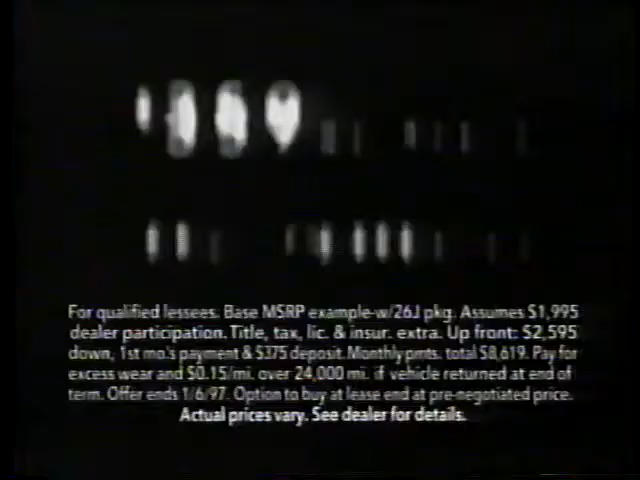 For qualified lessees. Base MSRP example-w/26J pkg. Assumes $1,995
dealer participation. Title, tax, lic. & insur. extra. Up front: $2,595
down, 1st mo.'s payment & $375 deposit. Monthly pmts. total $8,619. Pay for
excess wear and $0.15/mi. over 24,000 mi. if vehicle returned at end of
term. Offer ends 1/6/97. Option to buy at lease end at pre-negotiated price.
Actual prices vary. See dealer for details.